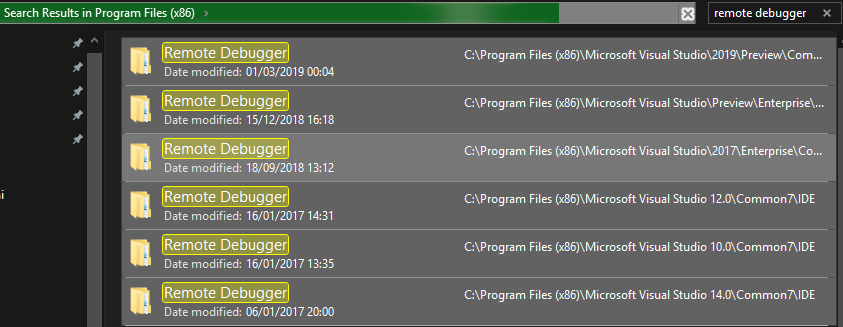 Search Results in Program Files (x86)
remote debugger
Remote Debugger
C:\Program Files (x86)\Microsoft Visual Studio\2019\Preview\Com...
Date modified: 01/03/2019 00:04
Remote Debugger
C:\Program Files (x86)\Microsoft Visual Studio\Preview\Enterprise\...
Date modified: 15/12/2018 16:18
Remote Debugger
C:\Program Files (x86)\Microsoft Visual Studio\2017\Enterprise\Co...
Date modified: 18/09/2018 13:12
Remote Debugger
C:\Program Files (x86)\Microsoft Visual Studio 12.0\Common7\IDE
Date modified: 16/01/2017 14:31
Remote Debugger
C:\Program Files (x86)\Microsoft Visual Studio 10.0\Common7\IDE
Date modified: 16/01/2017 13:35
Remote Debugger
C:\Program Files (x86)\Microsoft Visual Studio 14.0\Common7\IDE
Date modified: 06/01/2017 20:00